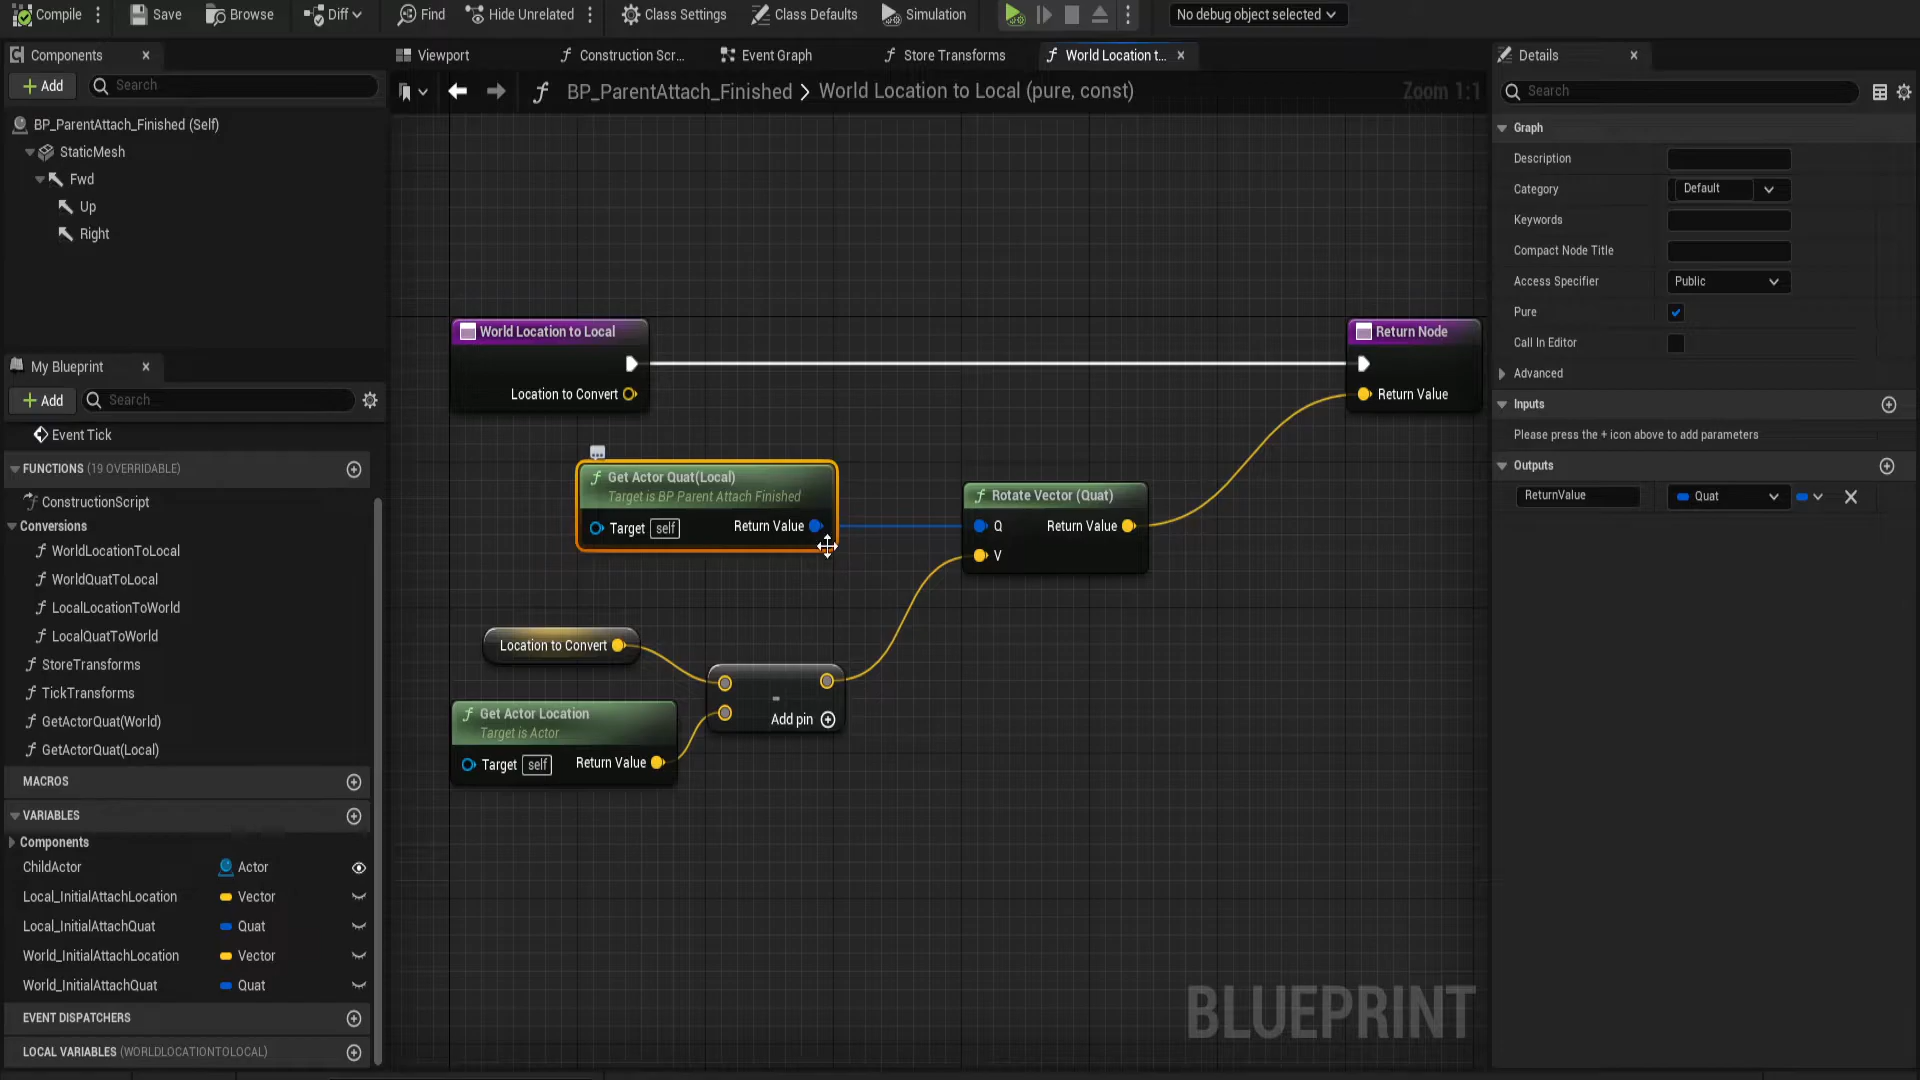 Compile
Save
Browse
Diff
Find
Hide Unrelated
Class Settings
Class Defaults
Simulation
No debug object selected
Components
Viewport
Construction Scr...
Event Graph
Store Transforms
World Location t...
Details
Add
Search
BP_ParentAttach_Finished > World Location to Local (pure, const)
Zoom 1:1
Search
BP_ParentAttach_Finished (Self)
StaticMesh
Fwd
Up
Right
My Blueprint
Add
Search
Event Tick
FUNCTIONS (19 OVERRIDABLE)
ConstructionScript
Conversions
WorldLocationToLocal
WorldQuatToLocal
LocalLocationToWorld
LocalQuatToWorld
StoreTransforms
TickTransforms
GetActorQuat(World)
GetActorQuat(Local)
MACROS
VARIABLES
Components
ChildActor Actor
Local_InitialAttachLocation Vector
Local_InitialAttachQuat Quat
World_InitialAttachLocation Vector
World_InitialAttachQuat Quat
EVENT DISPATCHERS
LOCAL VARIABLES (WORLDLOCATIONTOLOCAL)
World Location to Local
Location to Convert
Return Node
Return Value
Get Actor Quat(Local)
Target is BP Parent Attach Finished
Target self Return Value
Rotate Vector (Quat)
Q Return Value
V
Location to Convert
-
Add pin
Get Actor Location
Target is Actor
Target self Return Value
BLUEPRINT
Graph
Description
Category Default
Keywords
Compact Node Title
Access Specifier Public
Pure
Call In Editor
Advanced
Inputs
Please press the + icon above to add parameters
Outputs
ReturnValue Quat